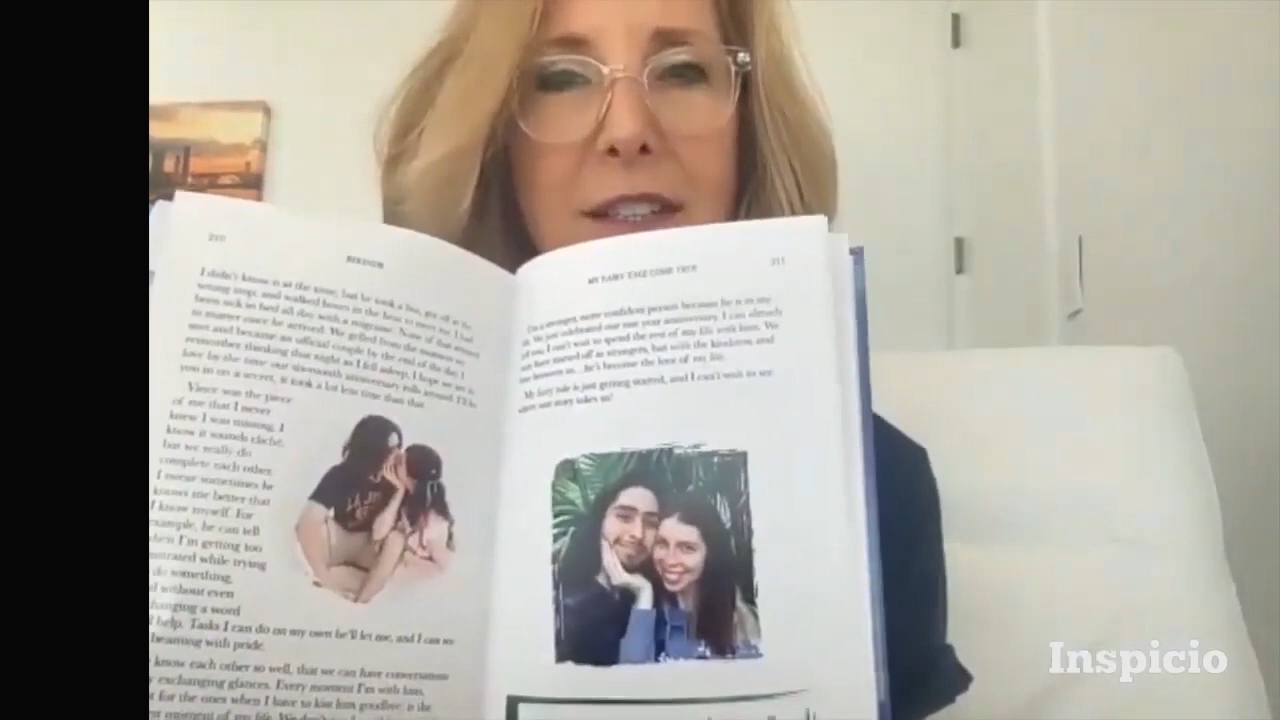 210
I didn't know it at the time, but he took a bus, got off at the
wrong stop, and walked hours in the heat to meet me. I had
been sick in bed all day with a migraine. None of that seemed
to matter once he arrived. We gelled from the moment we
met and became an official couple by the end of the day. I
remember thinking that night as I fell asleep, I hope we are in
love by the time our six-month anniversary rolls around. I'll let
you in on a secret, it took a lot less time than that.
Vince was the piece
of me that I never
knew I was missing. I
know it sounds cliché,
but we really do
complete each other.
I swear sometimes he
knows me better that
I know myself. For
example, he can tell
when I'm getting too
frustrated while trying
do something,
d without even
changing a word
help. Tasks I can do on my own he'll let me, and I can see
beaming with pride.
know each other so well, that we can have conversations
y exchanging glances. Every moment I'm with him,
t for the ones when I have to kiss him goodbye is the
st moment of my life. We don't
211
MY FAIRY TALE COME TRUE
I'm a stronger, more confident person because he is in my
life. We just celebrated our one year anniversary. I can already
tell you, I can't wait to spend the rest of my life with him. We
may have started off as strangers, but with the kindness, and
he's become the love of my life.
My fairy tale is just getting started, and I can't wait to see
where our story takes us!
Inspicio